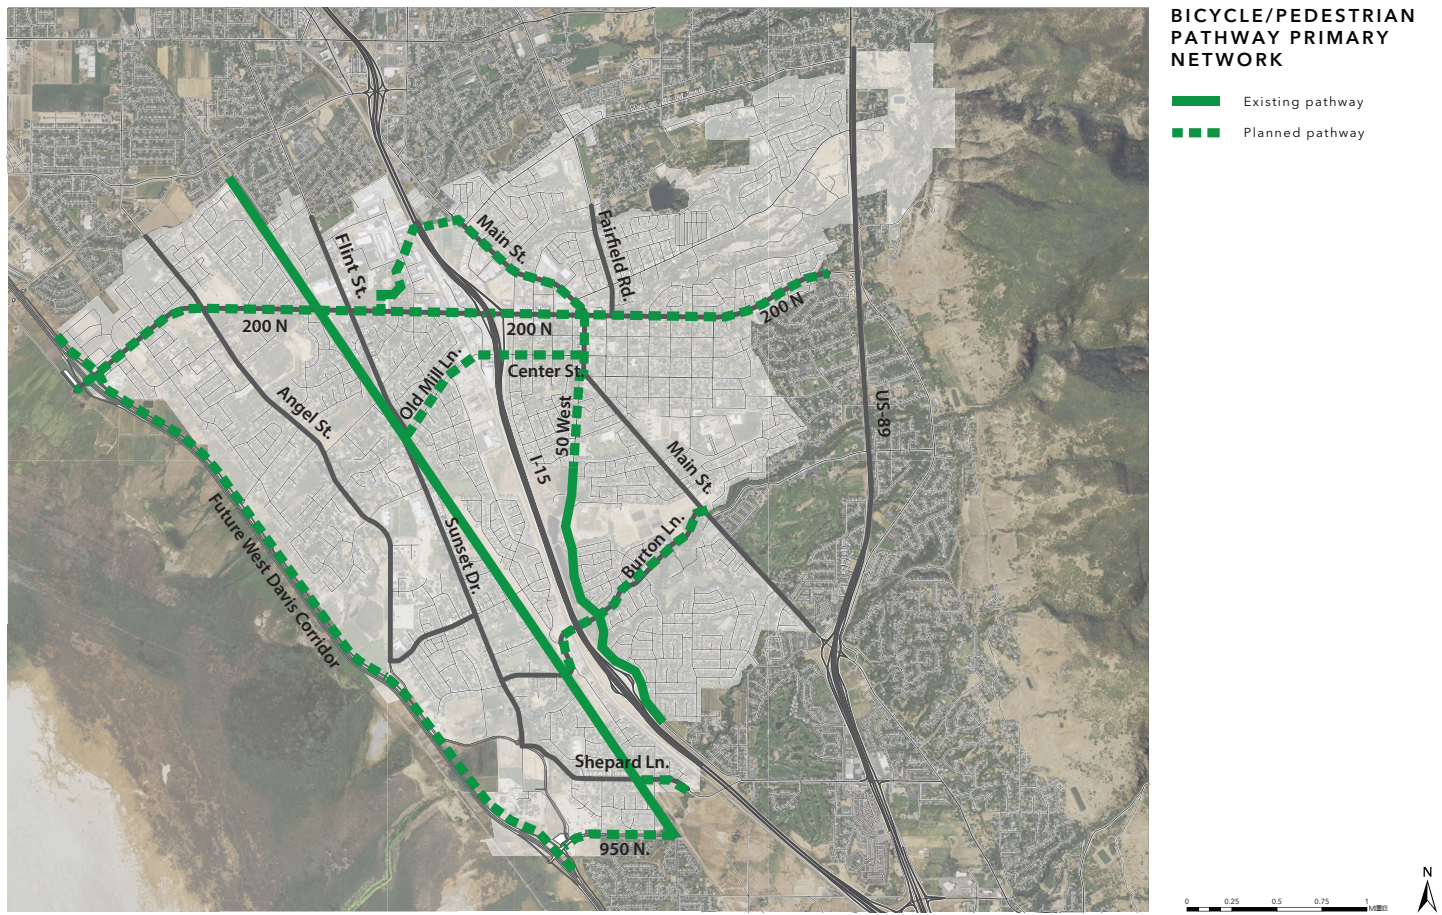 BICYCLE/PEDESTRIAN
PATHWAY PRIMARY
NETWORK
Existing pathway
Planned pathway
Main St.
Fairfield Rd.
Flint St.
200 N
200 N
200 N
Old Mill Ln.
Center St.
Angel St.
50 West
US-89
I-15
Main St.
Future West Davis Corridor
Sunset Dr.
Burton Ln.
Shepard Ln.
950 N.
N
0 0.25 0.5 0.75 1